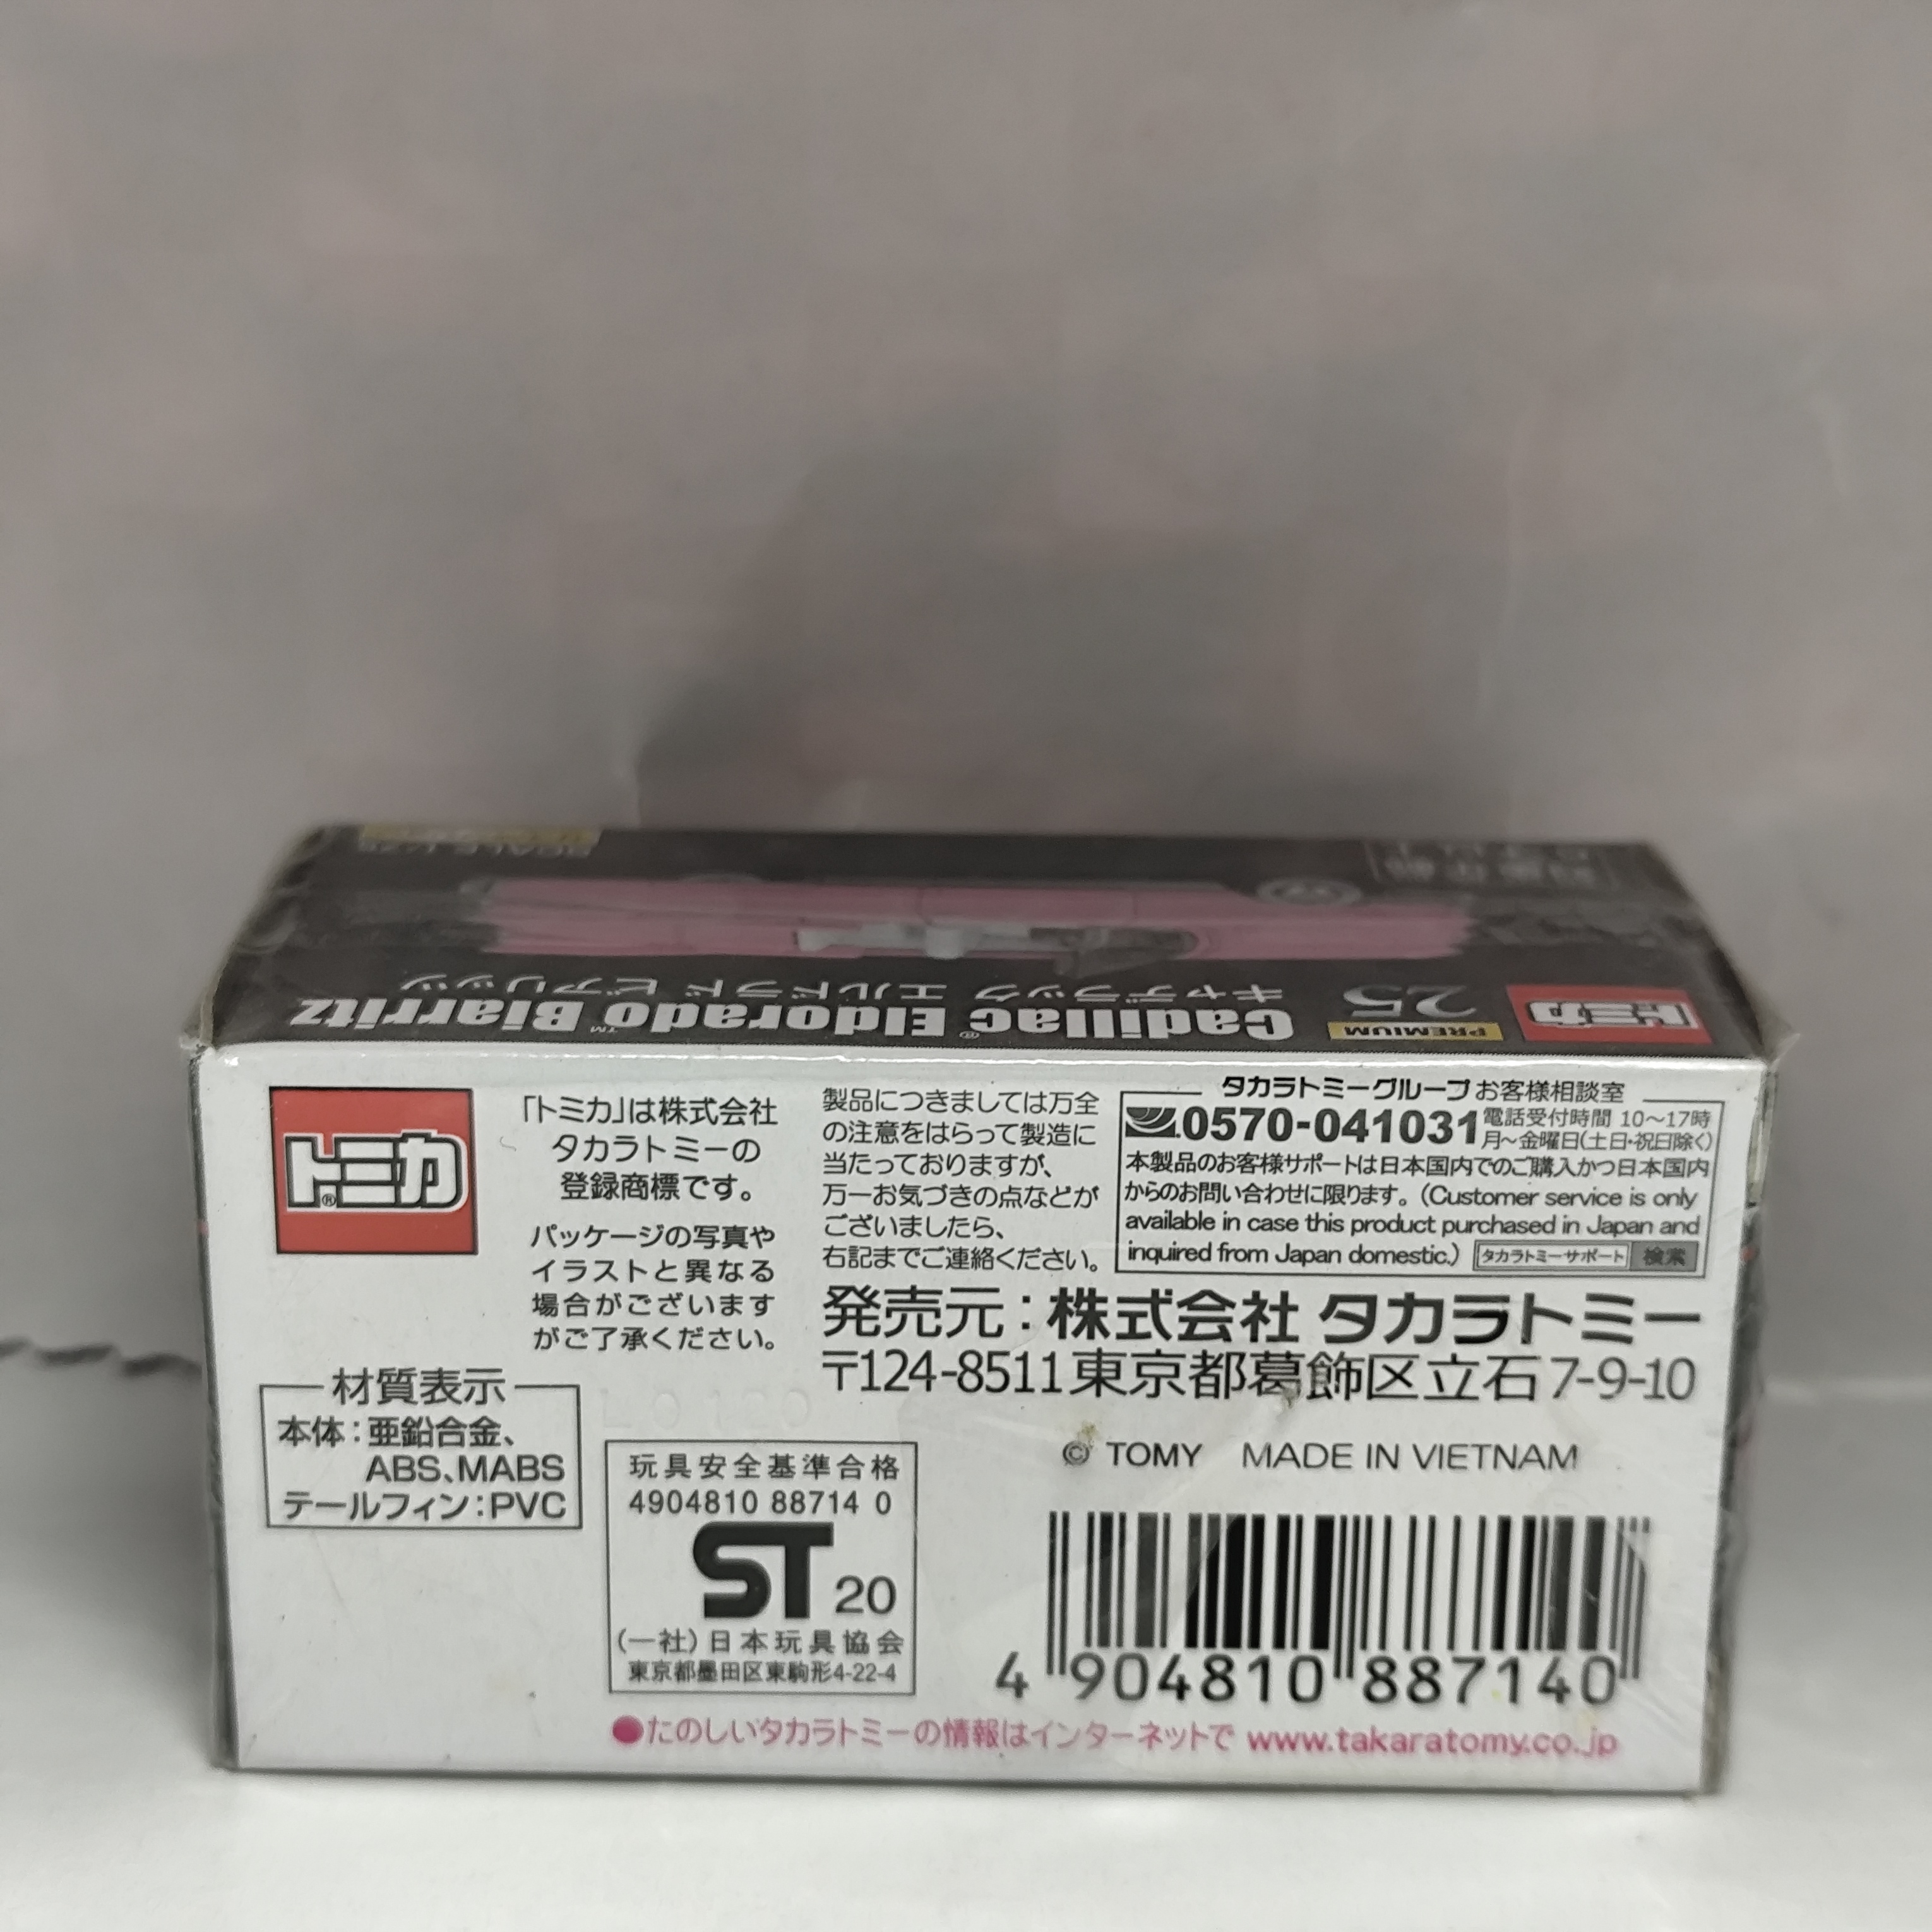 Cadillac® Eldorado Biarritz™
キャデラック エルドラド ビアリッツ
PREMIUM
25
トミカ
トミカ®
「トミカ」は株式会社
タカラトミーの
登録商標です。
パッケージの写真や
イラストと異なる
場合がございます
がご了承ください。
材質表示
本体:亜鉛合金、
ABS、MABS
テールフィン:PVC
製品につきましては万全
の注意をはらって製造に
当たっておりますが、
万一お気づきの点などが
ございましたら、
右記までご連絡ください。
タカラトミーグループお客様相談室
0570-041031 電話受付時間 10〜17時
月〜金曜日(土日・祝日除く)
本製品のお客様サポートは日本国内でのご購入かつ日本国内
からのお問い合わせに限ります。(Customer service is only
available in case this product purchased in Japan and
inquired from Japan domestic.) タカラトミーサポート 検索
発売元:株式会社 タカラトミー
〒124-8511東京都葛飾区立石7-9-10
© TOMY MADE IN VIETNAM
玩具安全基準合格
4904810 88714 0
ST 20
(一社)日本玩具協会
東京都墨田区東駒形4-22-4
4 904810 887140
●たのしいタカラトミーの情報はインターネットで www.takaratomy.co.jp